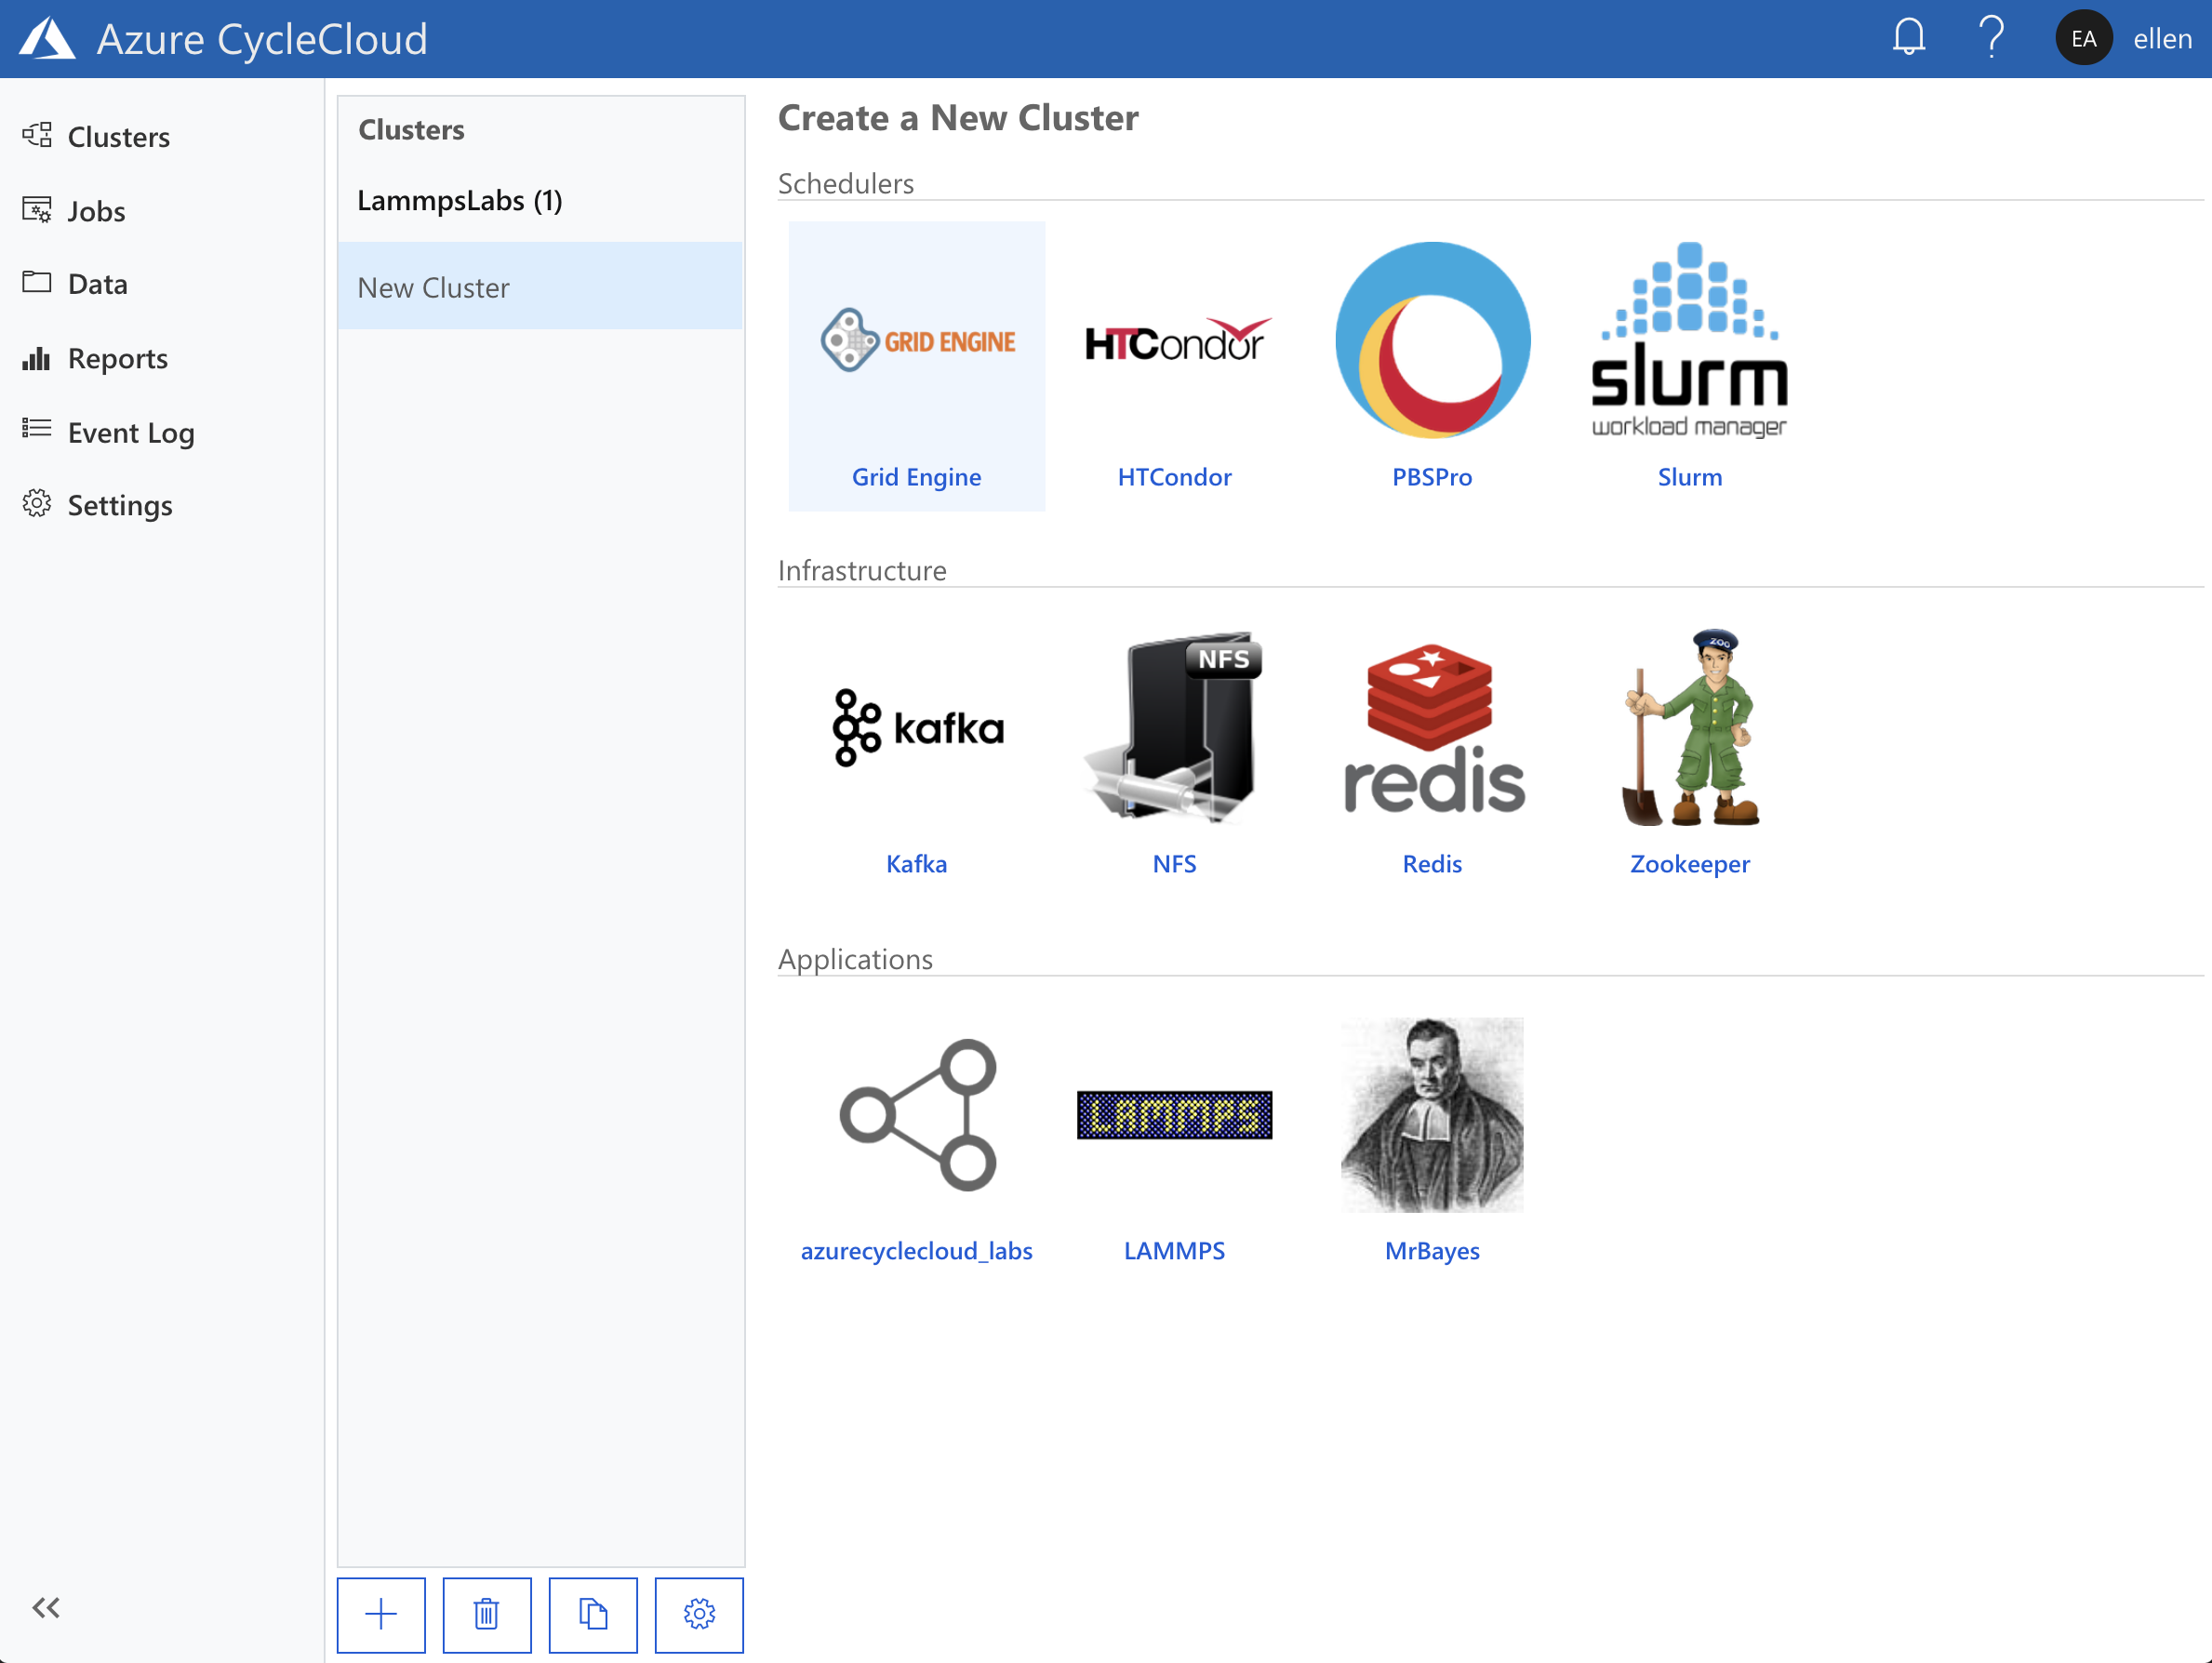 Azure CycleCloud
EA
ellen
Clusters
Jobs
Data
Reports
Event Log
Settings
Clusters
LammpsLabs (1)
New Cluster
Create a New Cluster
Schedulers
GRID ENGINE
HTCondor
slurm
workload manager
Grid Engine
HTCondor
PBSPro
Slurm
Infrastructure
kafka
NFS
redis
ZOO
Kafka
NFS
Redis
Zookeeper
Applications
LAMMPS
azurecyclecloud_labs
LAMMPS
MrBayes